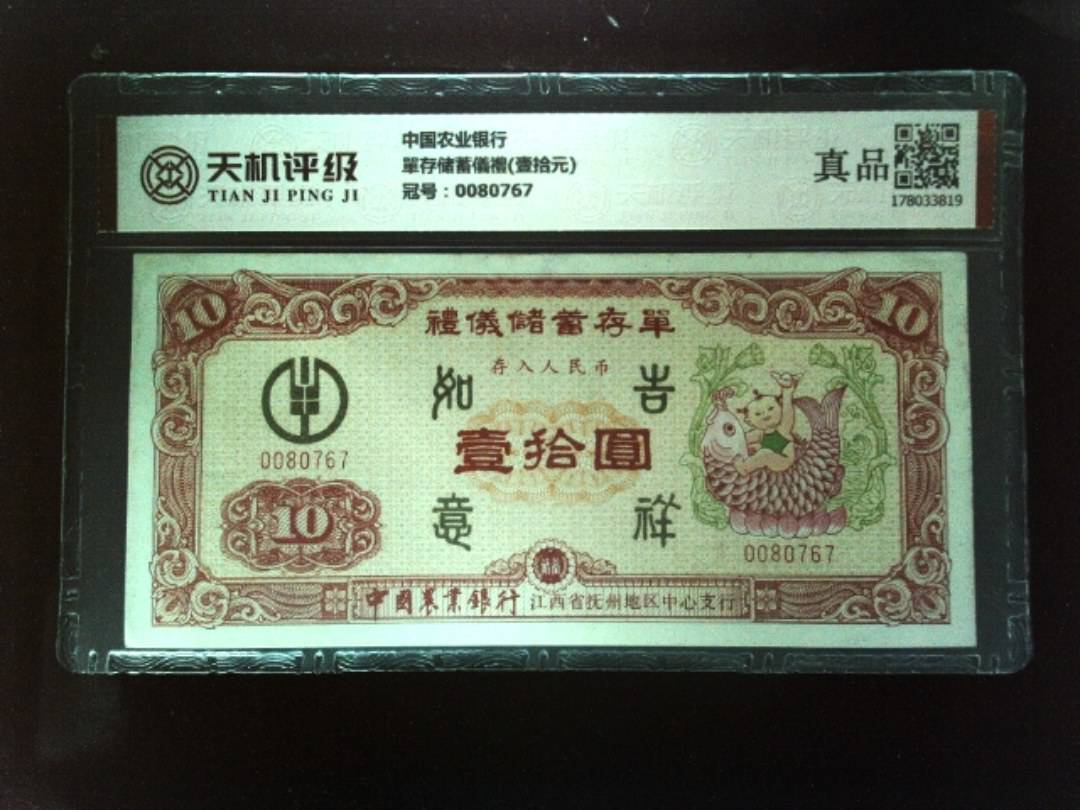 天机评级
TIAN JI PING JI
中国农业银行
單存储蓄儀禮(壹拾元)
冠号：0080767
真品
178033819
10
10
禮儀儲蓄存單
存入人民币
如 吉
壹拾圓
意 祥
0080767
10
0080767
中國農業銀行 江西省抚州地区中心支行